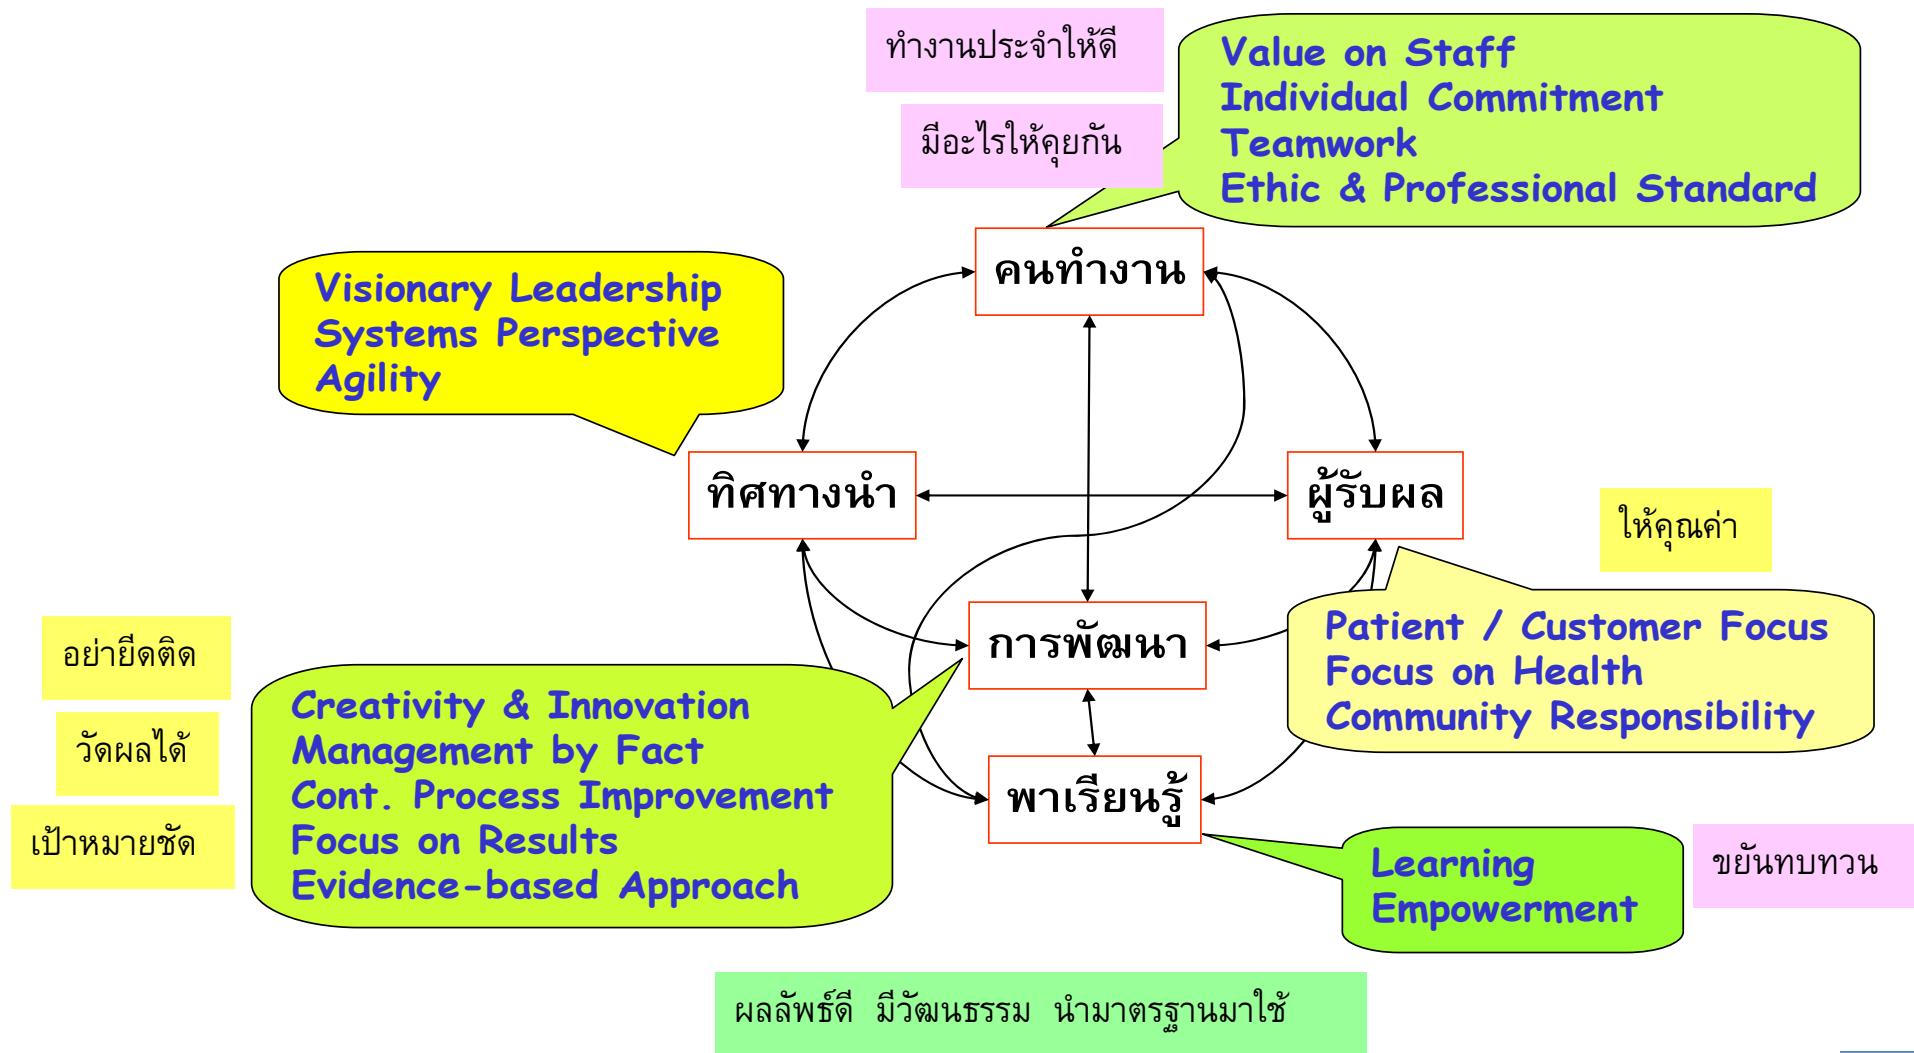 ทำงานประจำให้ดี
มีอะไรให้คุยกัน
Value on Staff
Individual Commitment
Teamwork
Ethic & Professional Standard
คนทำงาน
Visionary Leadership
Systems Perspective
Agility
ทิศทางนำ
ผู้รับผล
ให้คุณค่า
Patient / Customer Focus
Focus on Health
Community Responsibility
การพัฒนา
อย่ายึดติด
วัดผลได้
เป้าหมายชัด
Creativity & Innovation
Management by Fact
Cont. Process Improvement
Focus on Results
Evidence-based Approach
พาเรียนรู้
Learning
Empowerment
ขยันทบทวน
ผลลัพธ์ดี มีวัฒนธรรม นำมาตรฐานมาใช้